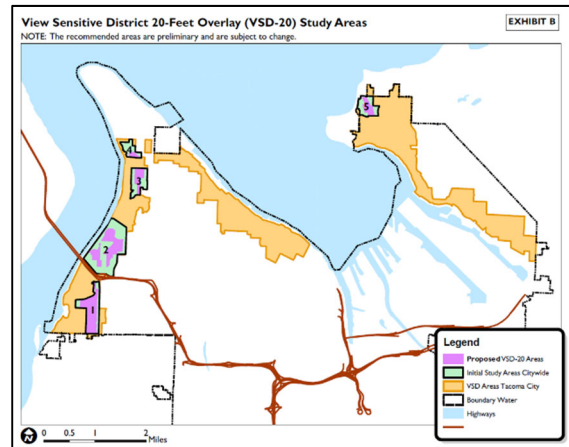 View Sensitive District 20-Feet Overlay (VSD-20) Study Areas
EXHIBIT B
NOTE: The recommended areas are preliminary and are subject to change.
5
4
3
2
1
Legend
Proposed VSD-20 Areas
Initial Study Areas Citywide
VSD Areas Tacoma City
Boundary Water
Highways
0 0.5 1 2
Miles